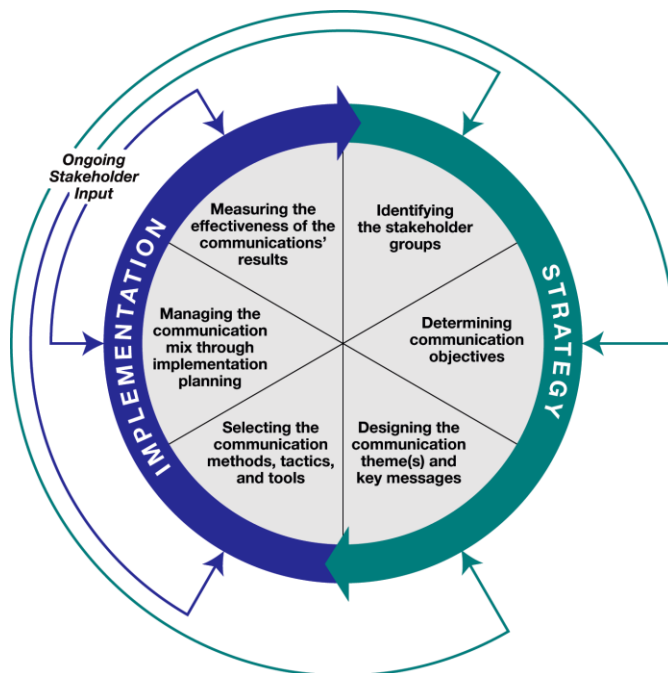 Ongoing
Stakeholder
Input
IMPLEMENTATION
STRATEGY
Identifying
the stakeholder
groups
Determining
communication
objectives
Designing the
communication
theme(s) and
key messages
Selecting the
communication
methods, tactics,
and tools
Managing the
communication
mix through
implementation
planning
Measuring the
effectiveness of the
communications’
results